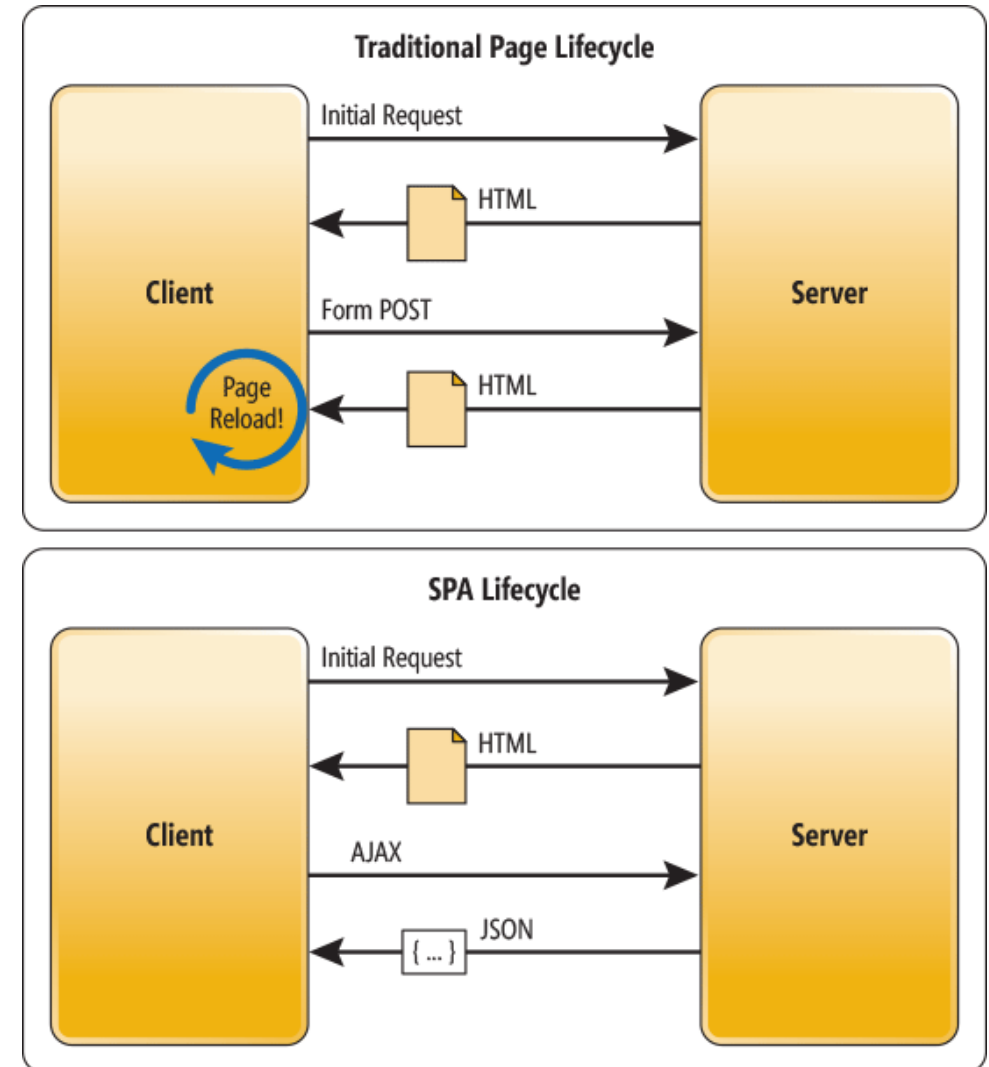 Traditional Page Lifecycle
Initial Request
HTML
Client
Server
Form POST
HTML
Page
Reload!
SPA Lifecycle
Initial Request
HTML
Client
Server
AJAX
JSON
{ ... }